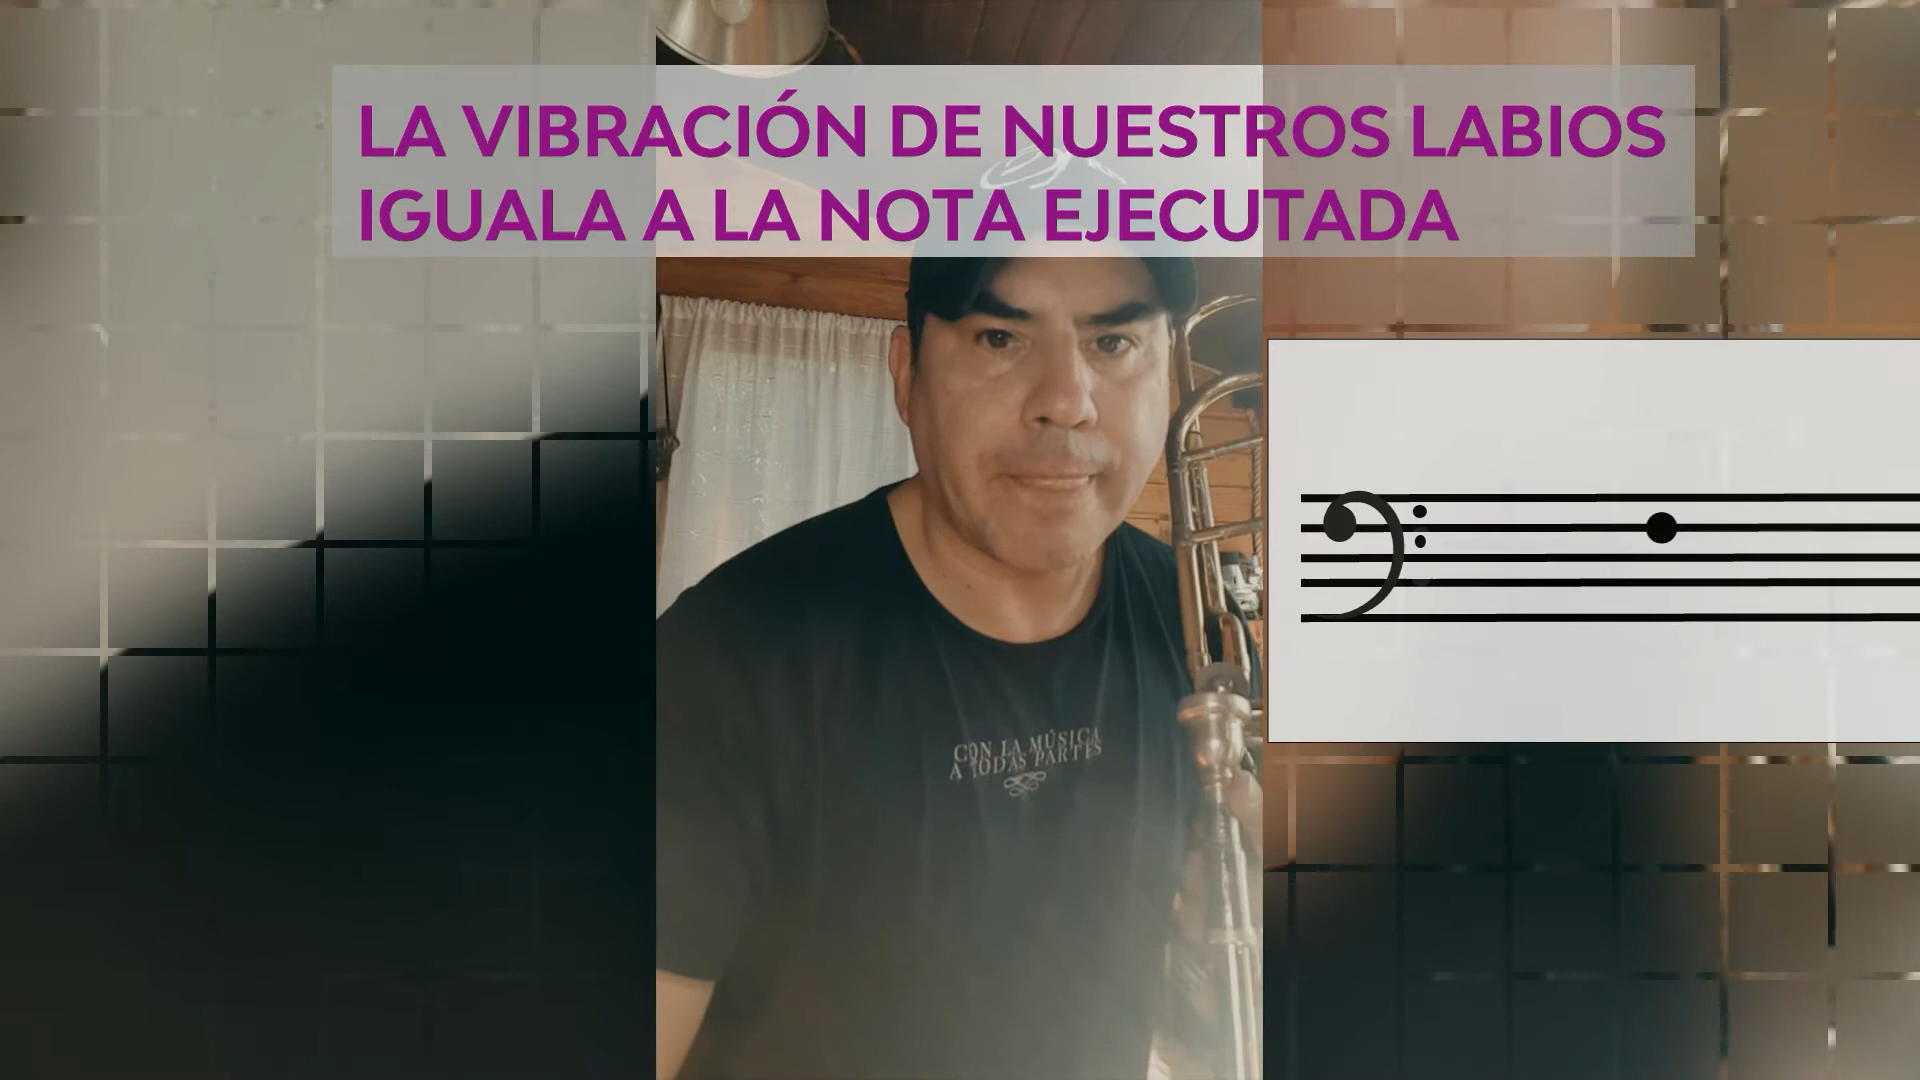 LA VIBRACIÓN DE NUESTROS LABIOS
IGUALA A LA NOTA EJECUTADA
CON LA MÚSICA
A TODAS PARTES